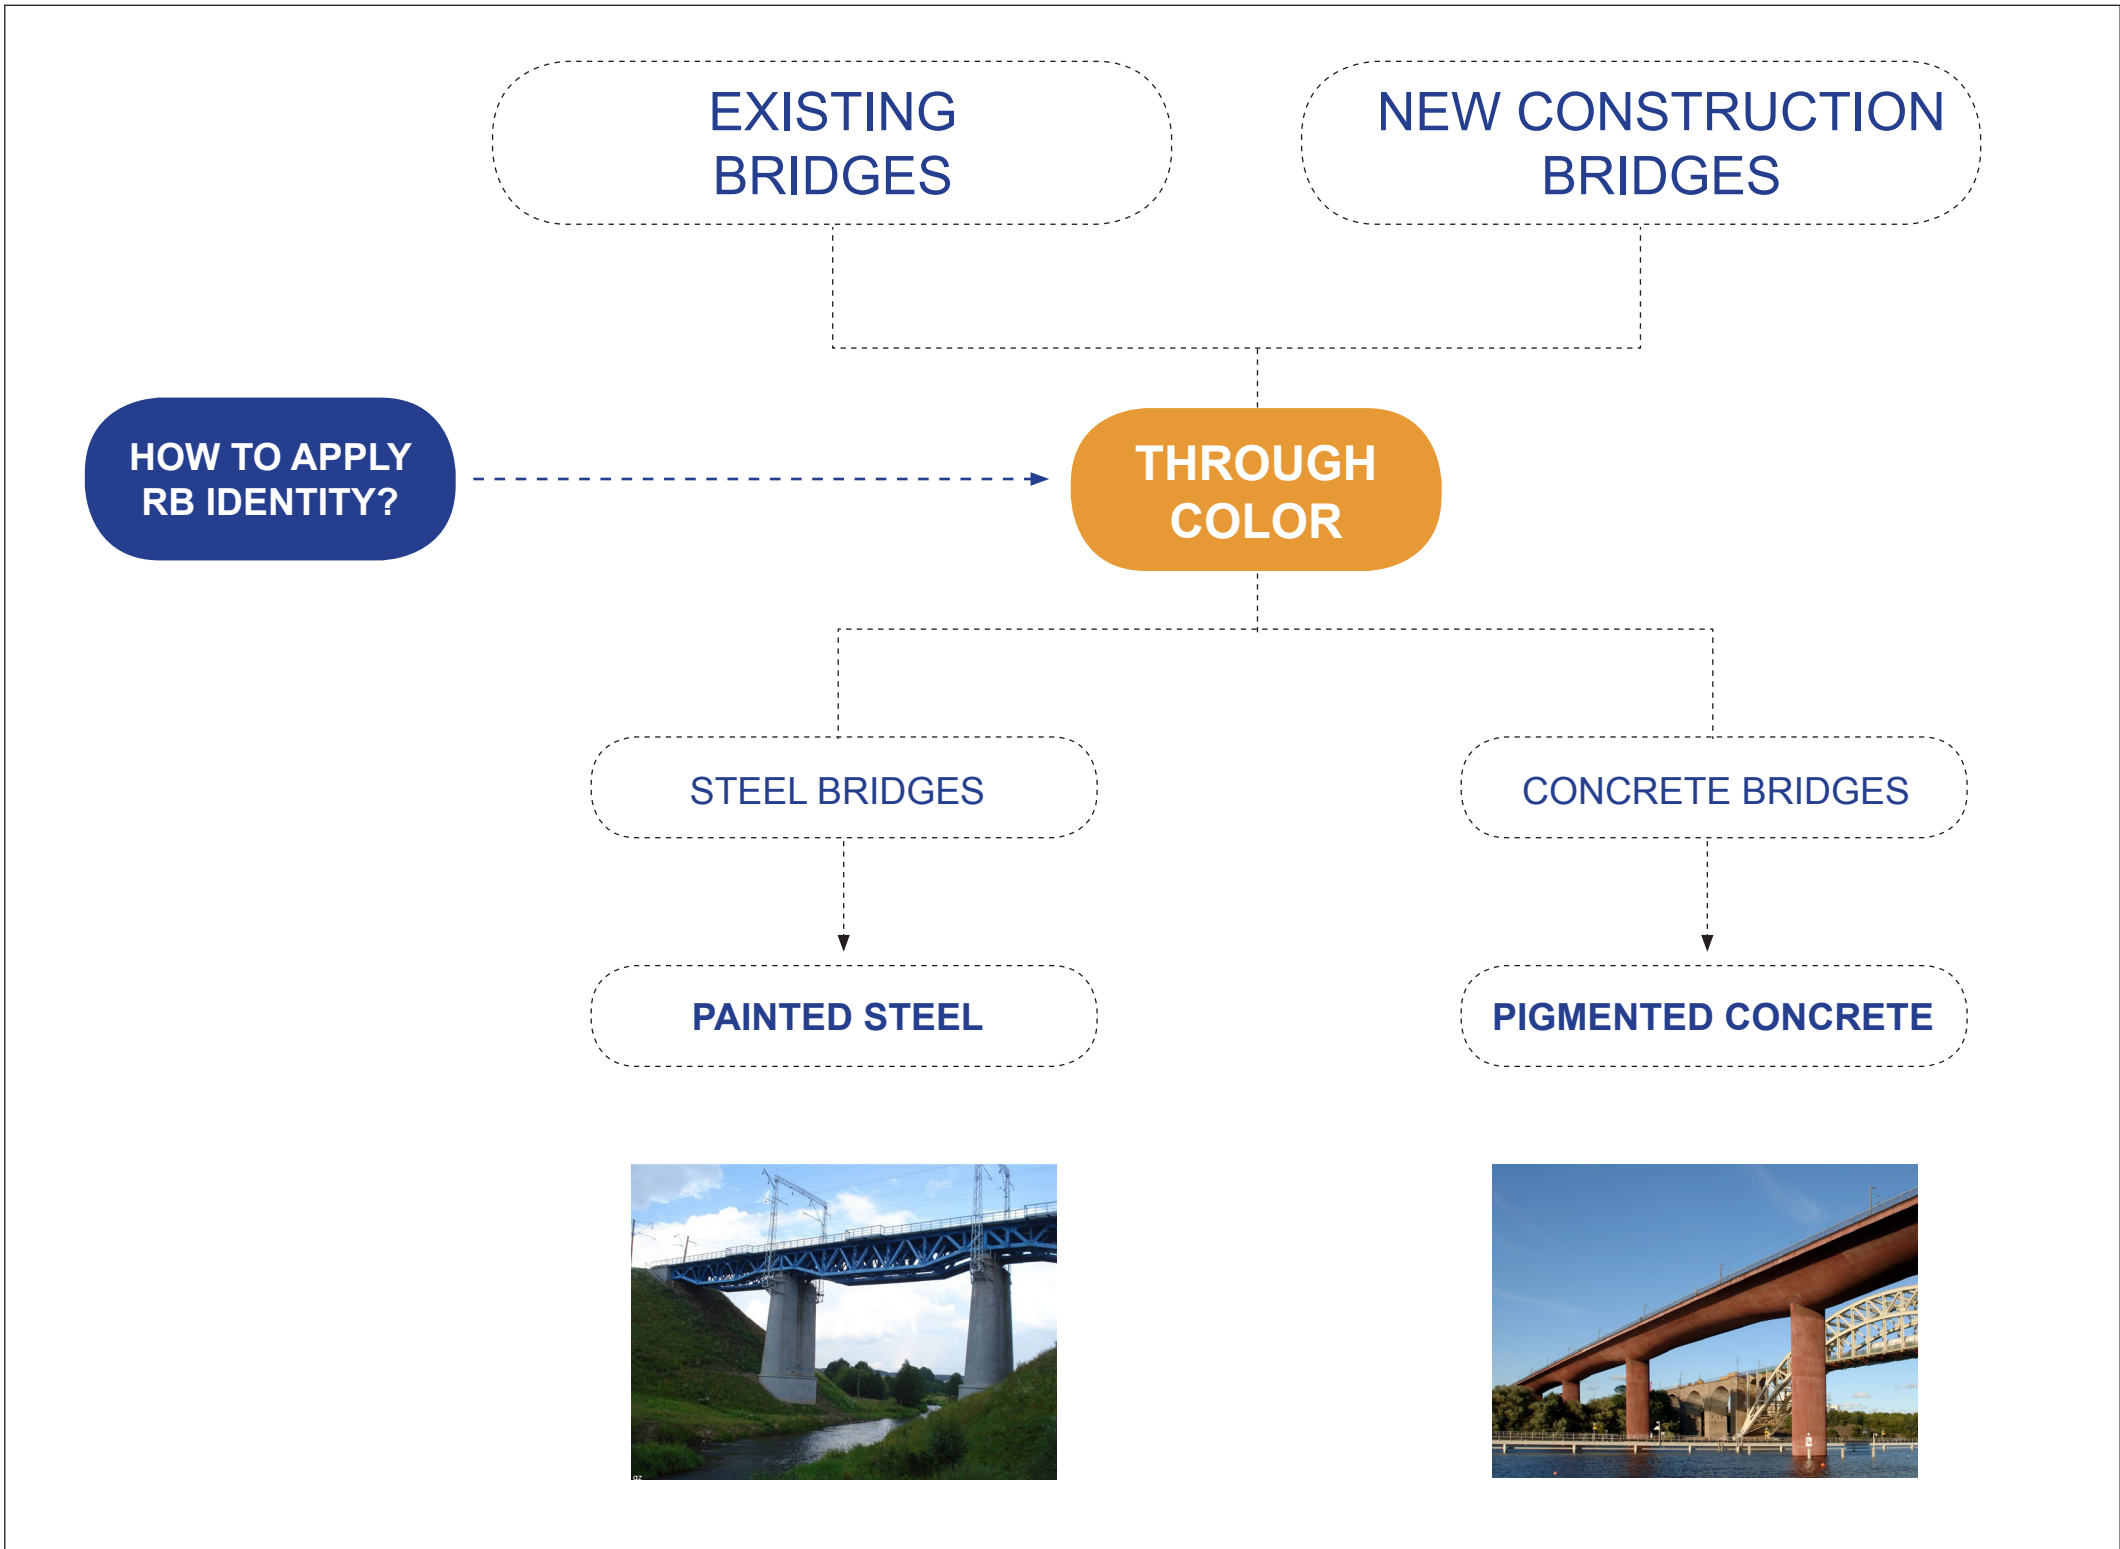 EXISTING
BRIDGES
NEW CONSTRUCTION
BRIDGES
HOW TO APPLY
RB IDENTITY?
THROUGH
COLOR
STEEL BRIDGES
CONCRETE BRIDGES
PAINTED STEEL
PIGMENTED CONCRETE